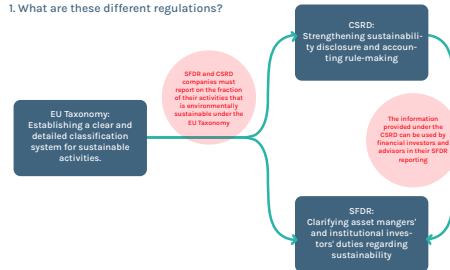 1. What are these different regulations?
CSRD:
Strengthening sustainabili-
ty disclosure and accoun-
ting rule-making
SFDR and CSRD
companies must
report on the fraction
of their activities that
is environmentally
sustainable under the
EU Taxonomy
EU Taxonomy:
Establishing a clear and
detailed classification
system for sustainable
activities.
The information
provided under the
CSRD can be used by
financial investors and
advisors in their SFDR
reporting
SFDR:
Clarifying asset mangers'
and institutional inves-
tors' duties regarding
sustainability